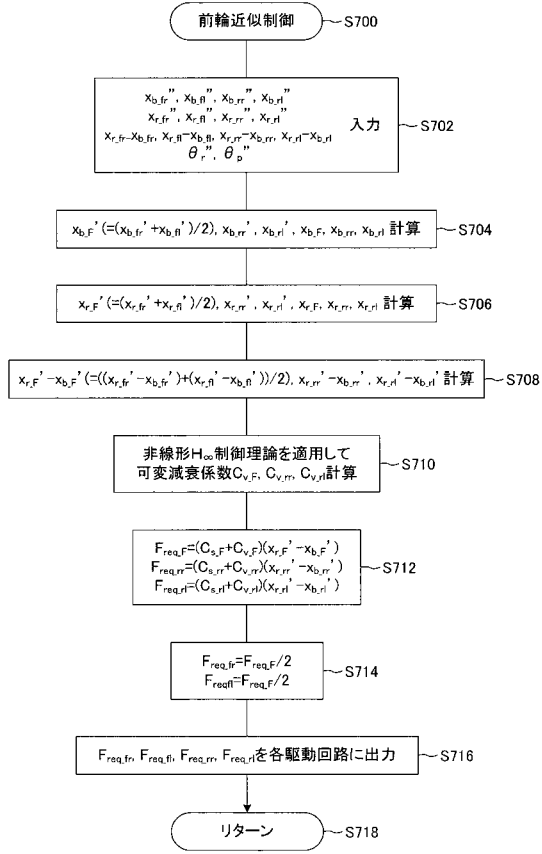 前輪近似制御
S700
x_b_fr'', x_b_fl'', x_b_rr'', x_b_rl''
x_r_fr'', x_r_fl'', x_r_rr'', x_r_rl''
x_r_fr−x_b_fr, x_r_fl−x_b_fl, x_r_rr−x_b_rr, x_r_rl−x_b_rl
θ_r'', θ_p''
入力
S702
x_b_F'(=(x_b_fr'+x_b_fl')/2), x_b_rr', x_b_rl', x_b_F, x_b_rr, x_b_rl 計算
S704
x_r_F'(=(x_r_fr'+x_r_fl')/2), x_r_rr', x_r_rl', x_r_F, x_r_rr, x_r_rl 計算
S706
x_r_F'−x_b_F'(=((x_r_fr'−x_b_fr')+(x_r_fl'−x_b_fl'))/2), x_r_rr'−x_b_rr', x_r_rl'−x_b_rl' 計算
S708
非線形H∞制御理論を適用して
可変減衰係数C_v_F, C_v_rr, C_v_rl計算
S710
F_req_F=(C_s_F+C_v_F)(x_r_F'−x_b_F')
F_req_rr=(C_s_rr+C_v_rr)(x_r_rr'−x_b_rr')
F_req_rl=(C_s_rl+C_v_rl)(x_r_rl'−x_b_rl')
S712
F_req_fr=F_req_F/2
F_reqfl=F_req_F/2
S714
F_req_fr, F_req_fl, F_req_rr, F_req_rlを各駆動回路に出力
S716
リターン
S718